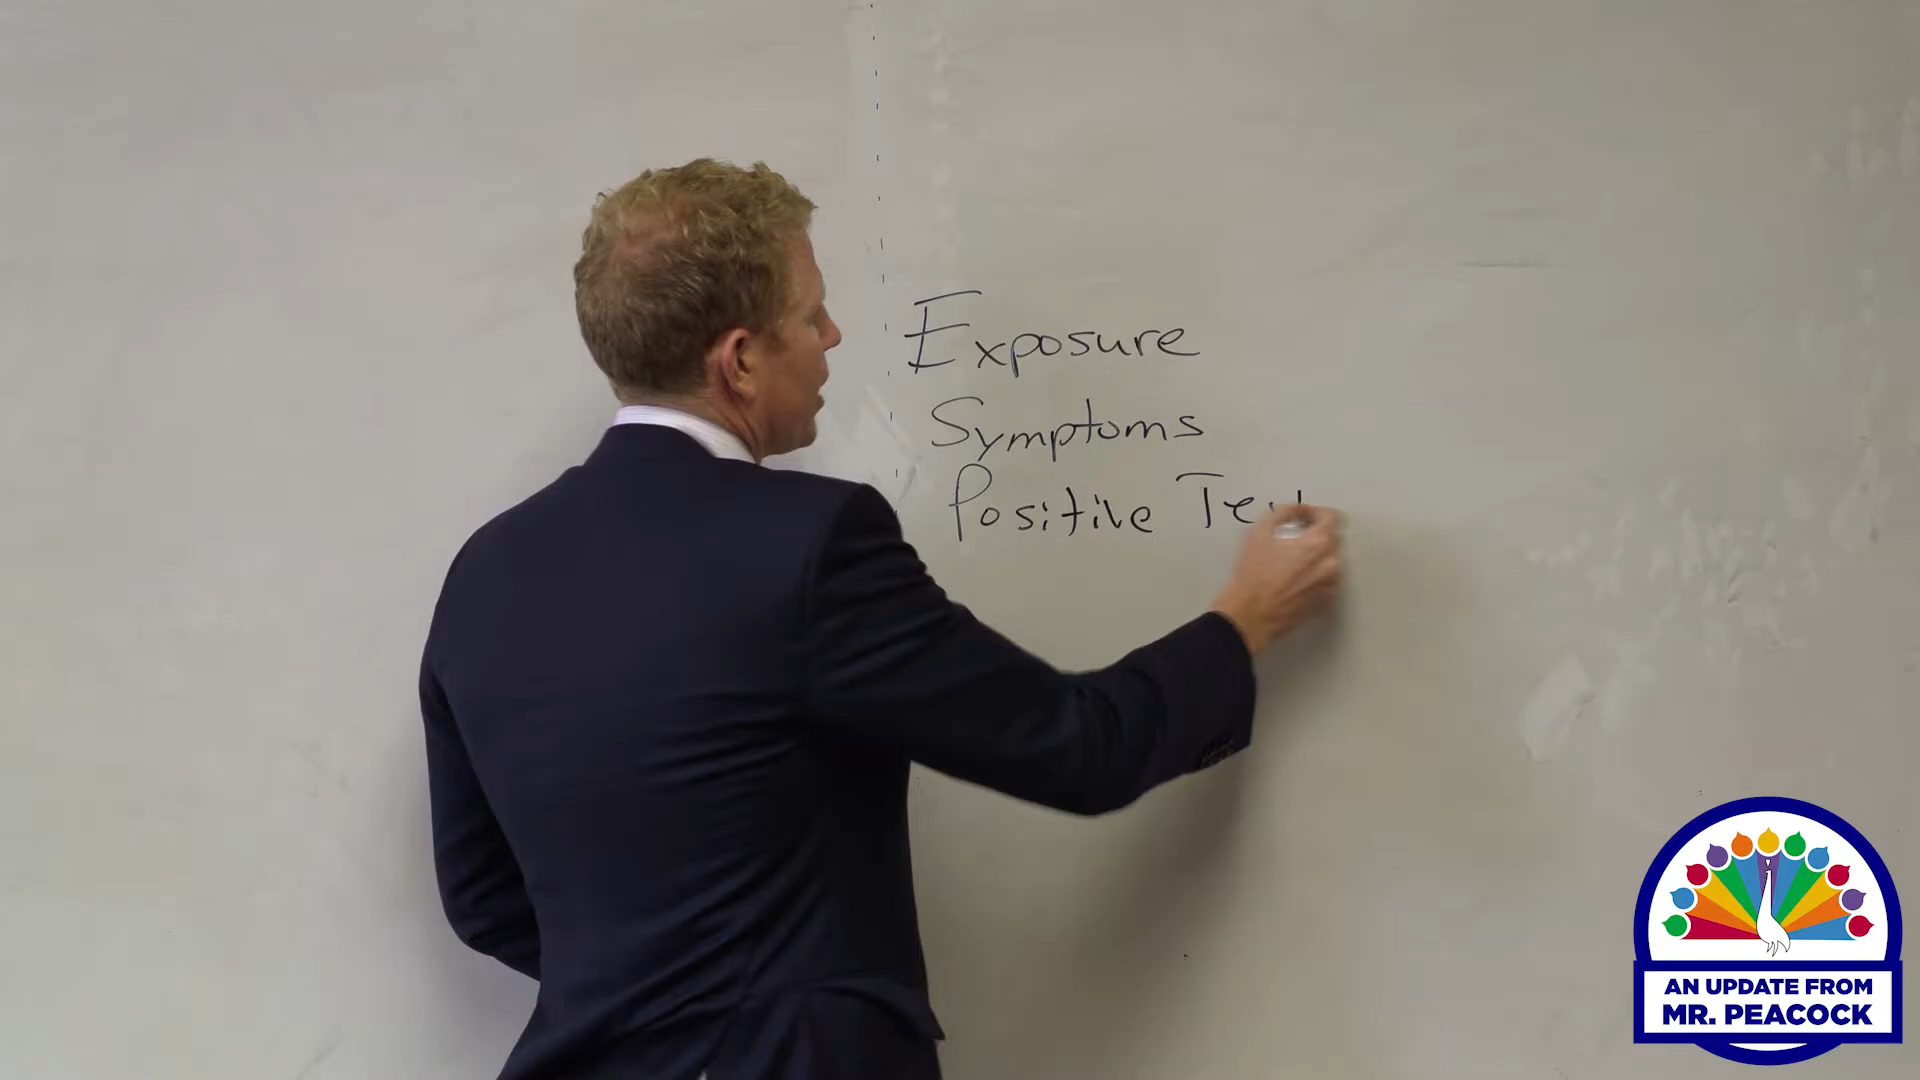 Exposure
Symptoms
Positive
AN UPDATE FROM
MR. PEACOCK